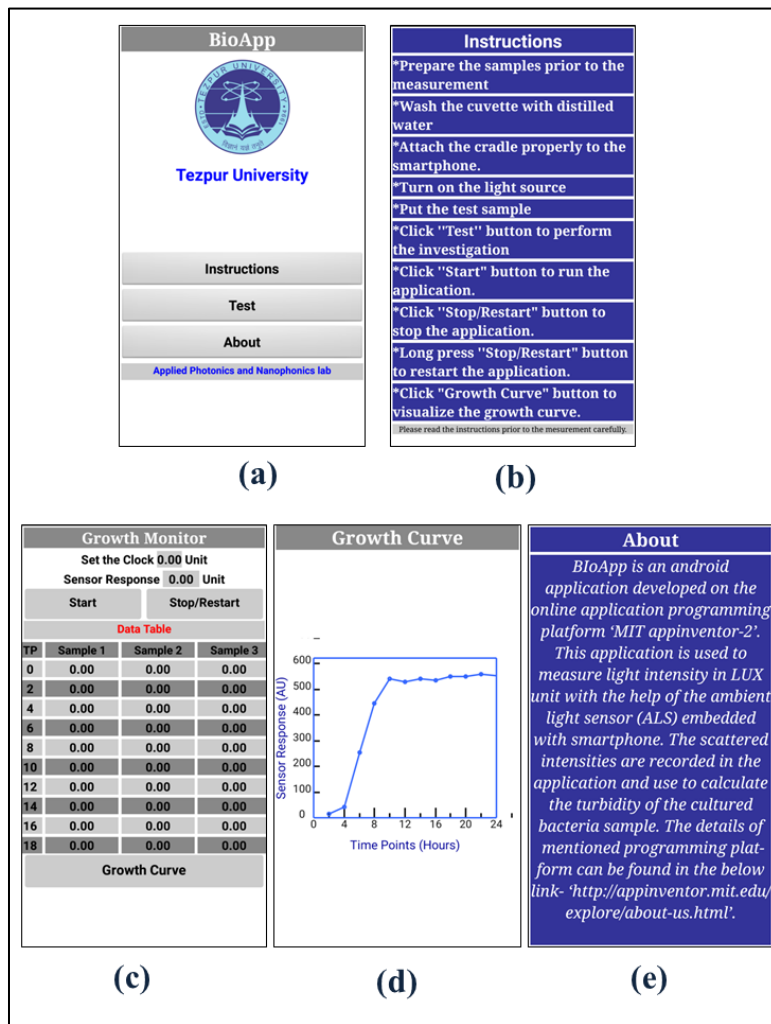 BioApp
TEZPUR UNIVERSITY
Tezpur University
Instructions
Test
About
Applied Photonics and Nanophonics lab
(a)
Instructions
*Prepare the samples prior to the
measurement
*Wash the cuvette with distilled
water
*Attach the cradle properly to the
smartphone.
*Turn on the light source
*Put the test sample
*Click ''Test'' button to perform
the investigation
*Click ''Start" button to run the
application.
*Click ''Stop/Restart" button to
stop the application.
*Long press ''Stop/Restart" button
to restart the application.
*Click "Growth Curve" button to
visualize the growth curve.
Please read the instructions prior to the mesurement carefully.
(b)
Growth Monitor
Set the Clock 0.00 Unit
Sensor Response 0.00 Unit
Start Stop/Restart
Data Table
TP Sample 1 Sample 2 Sample 3
0 0.00 0.00 0.00
2 0.00 0.00 0.00
4 0.00 0.00 0.00
6 0.00 0.00 0.00
8 0.00 0.00 0.00
10 0.00 0.00 0.00
12 0.00 0.00 0.00
14 0.00 0.00 0.00
16 0.00 0.00 0.00
18 0.00 0.00 0.00
Growth Curve
(c)
Growth Curve
Sensor Response (AU)
600
500
400
300
200
100
0
0 4 8 12 16 20 24
Time Points (Hours)
(d)
About
BIoApp is an android
application developed on the
online application programming
platform ‘MIT appinventor-2’.
This application is used to
measure light intensity in LUX
unit with the help of the ambient
light sensor (ALS) embedded
with smartphone. The scattered
intensities are recorded in the
application and use to calculate
the turbidity of the cultured
bacteria sample. The details of
mentioned programming plat-
form can be found in the below
link- ‘http://appinventor.mit.edu/
explore/about-us.html’.
(e)